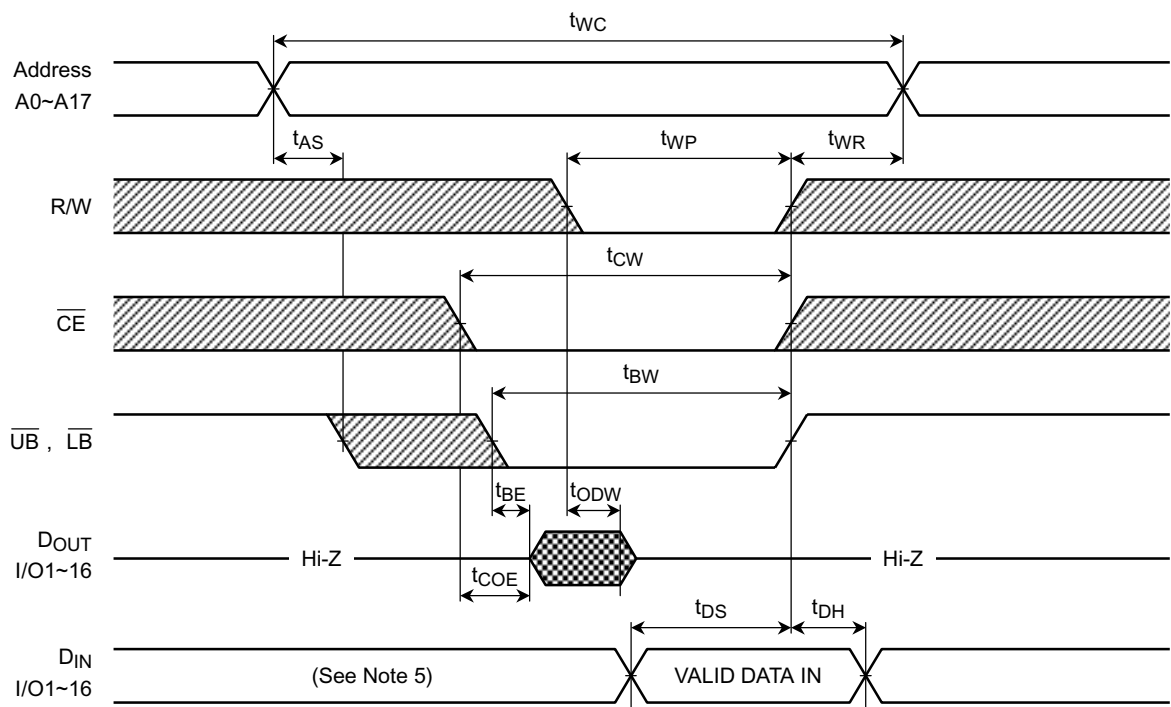 tWC
Address
A0~A17
tAS
tWP
tWR
R/W
tCW
CE
tBW
UB , LB
tBE
tODW
DOUT
I/O1~16
Hi-Z
Hi-Z
tCOE
tDS
tDH
DIN
I/O1~16
(See Note 5)
VALID DATA IN